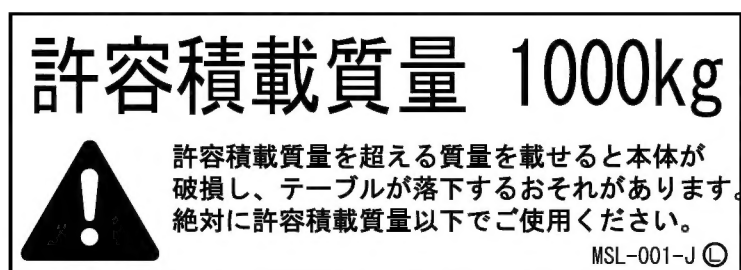 許容積載質量 1000kg
許容積載質量を超える質量を載せると本体が
破損し、テーブルが落下するおそれがあります。
絶対に許容積載質量以下でご使用ください。
MSL-001-J Ⓛ